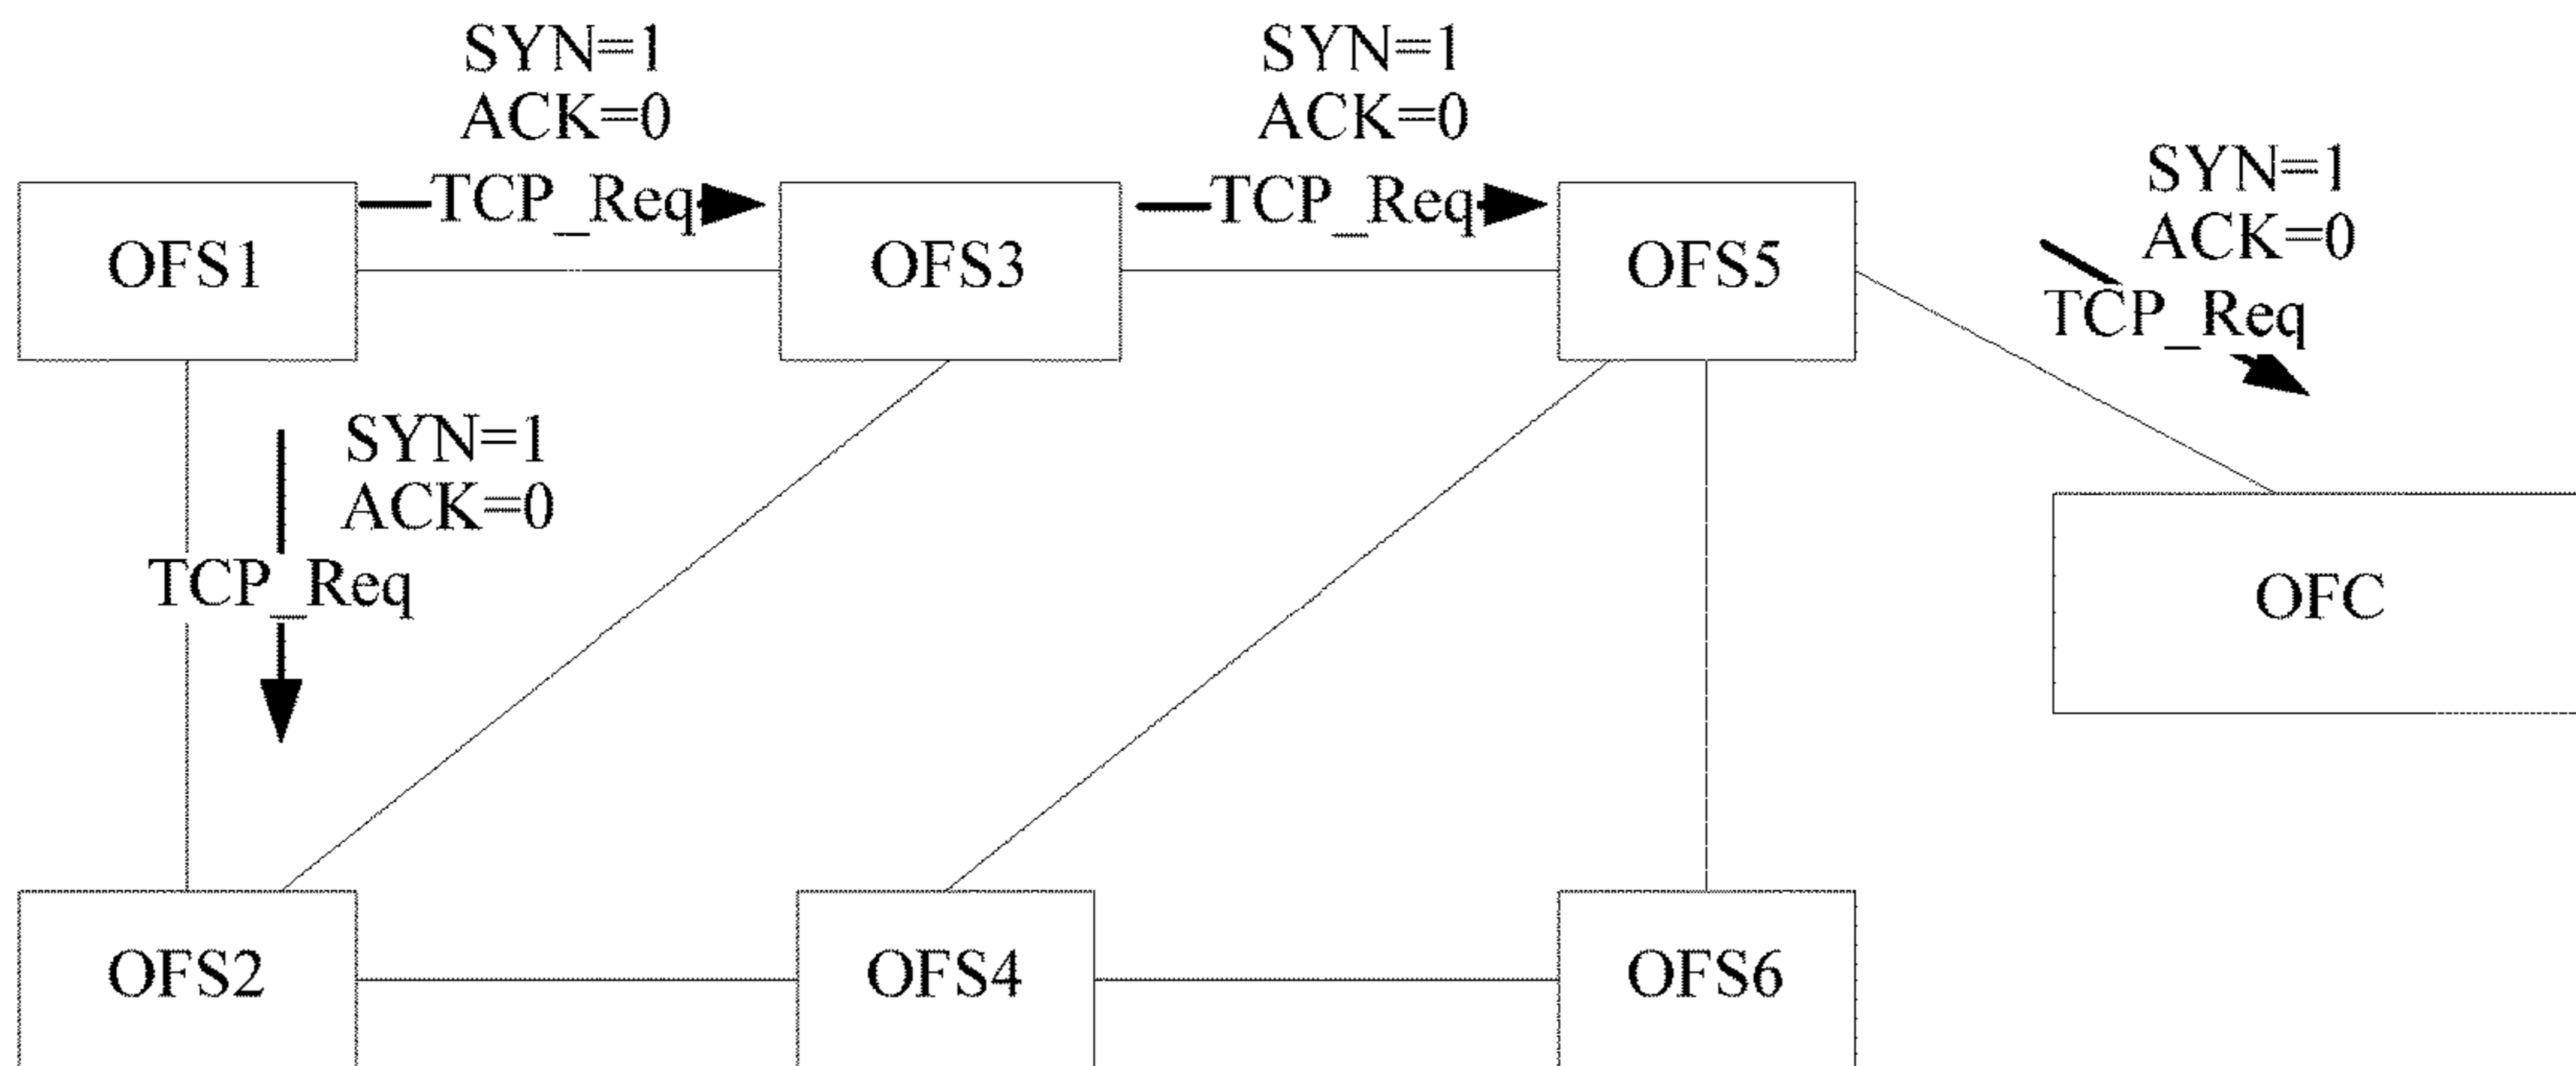 SYN=1
ACK=0
TCP_Req
SYN=1
ACK=0
TCP_Req
SYN=1
ACK=0
TCP_Req
OFS1
OFS3
OFS5
SYN=1
ACK=0
TCP_Req
OFC
OFS2
OFS4
OFS6